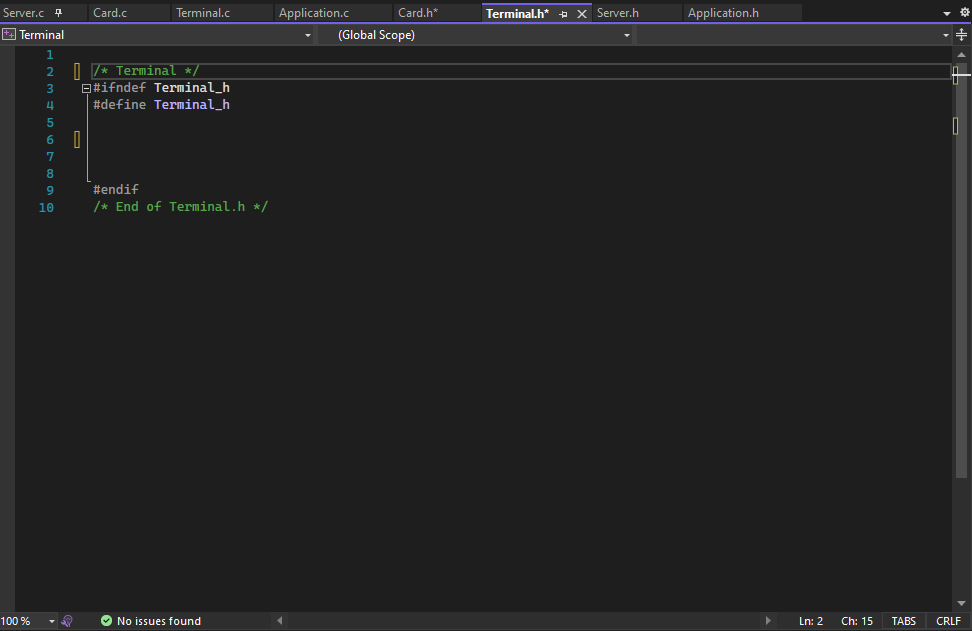 Server.c Card.c Terminal.c Application.c Card.h* Terminal.h* Server.h Application.h
Terminal (Global Scope)
1
2 /* Terminal */
3 #ifndef Terminal_h
4 #define Terminal_h
5
6
7
8
9 #endif
10 /* End of Terminal.h */
100 % No issues found Ln: 2 Ch: 15 TABS CRLF